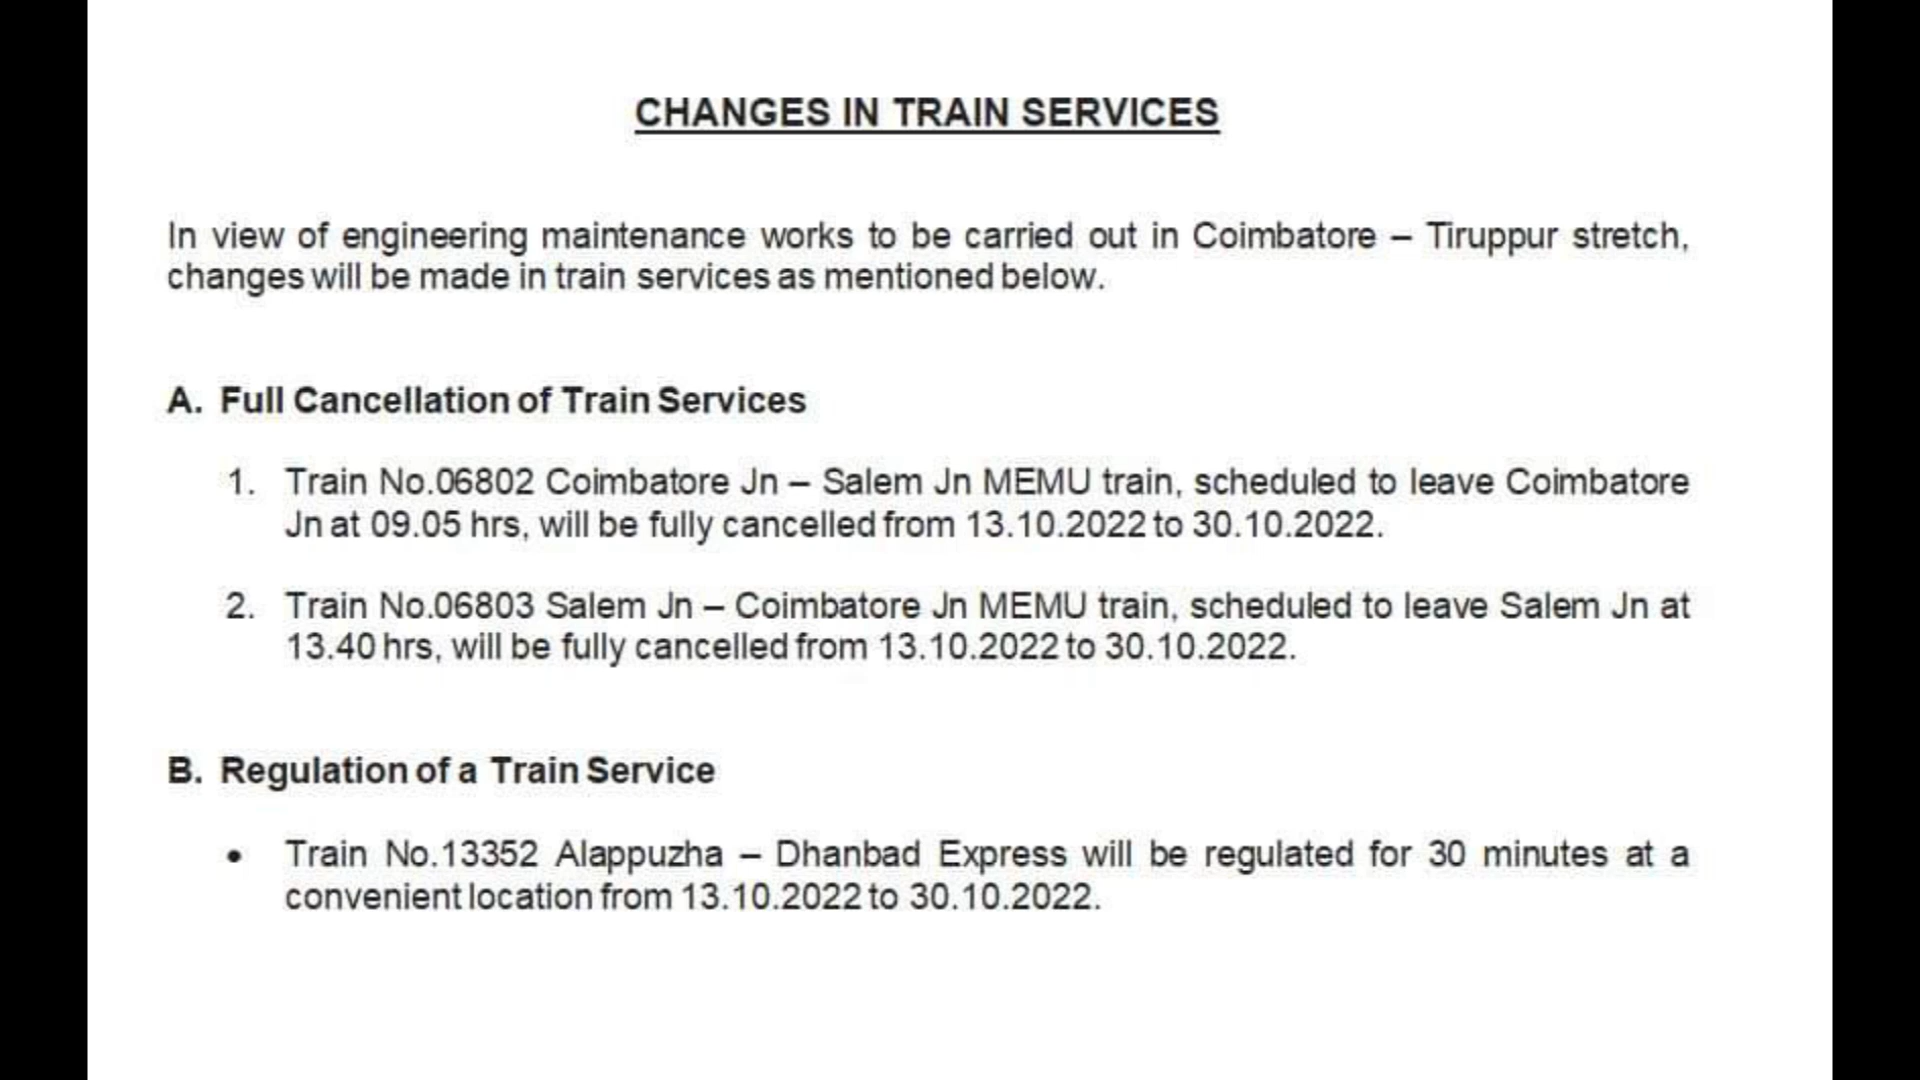 CHANGES IN TRAIN SERVICES
In view of engineering maintenance works to be carried out in Coimbatore – Tiruppur stretch,
changes will be made in train services as mentioned below.
A. Full Cancellation of Train Services
1. Train No.06802 Coimbatore Jn – Salem Jn MEMU train, scheduled to leave Coimbatore
Jn at 09.05 hrs, will be fully cancelled from 13.10.2022 to 30.10.2022.
2. Train No.06803 Salem Jn – Coimbatore Jn MEMU train, scheduled to leave Salem Jn at
13.40 hrs, will be fully cancelled from 13.10.2022 to 30.10.2022.
B. Regulation of a Train Service
• Train No.13352 Alappuzha – Dhanbad Express will be regulated for 30 minutes at a
convenient location from 13.10.2022 to 30.10.2022.